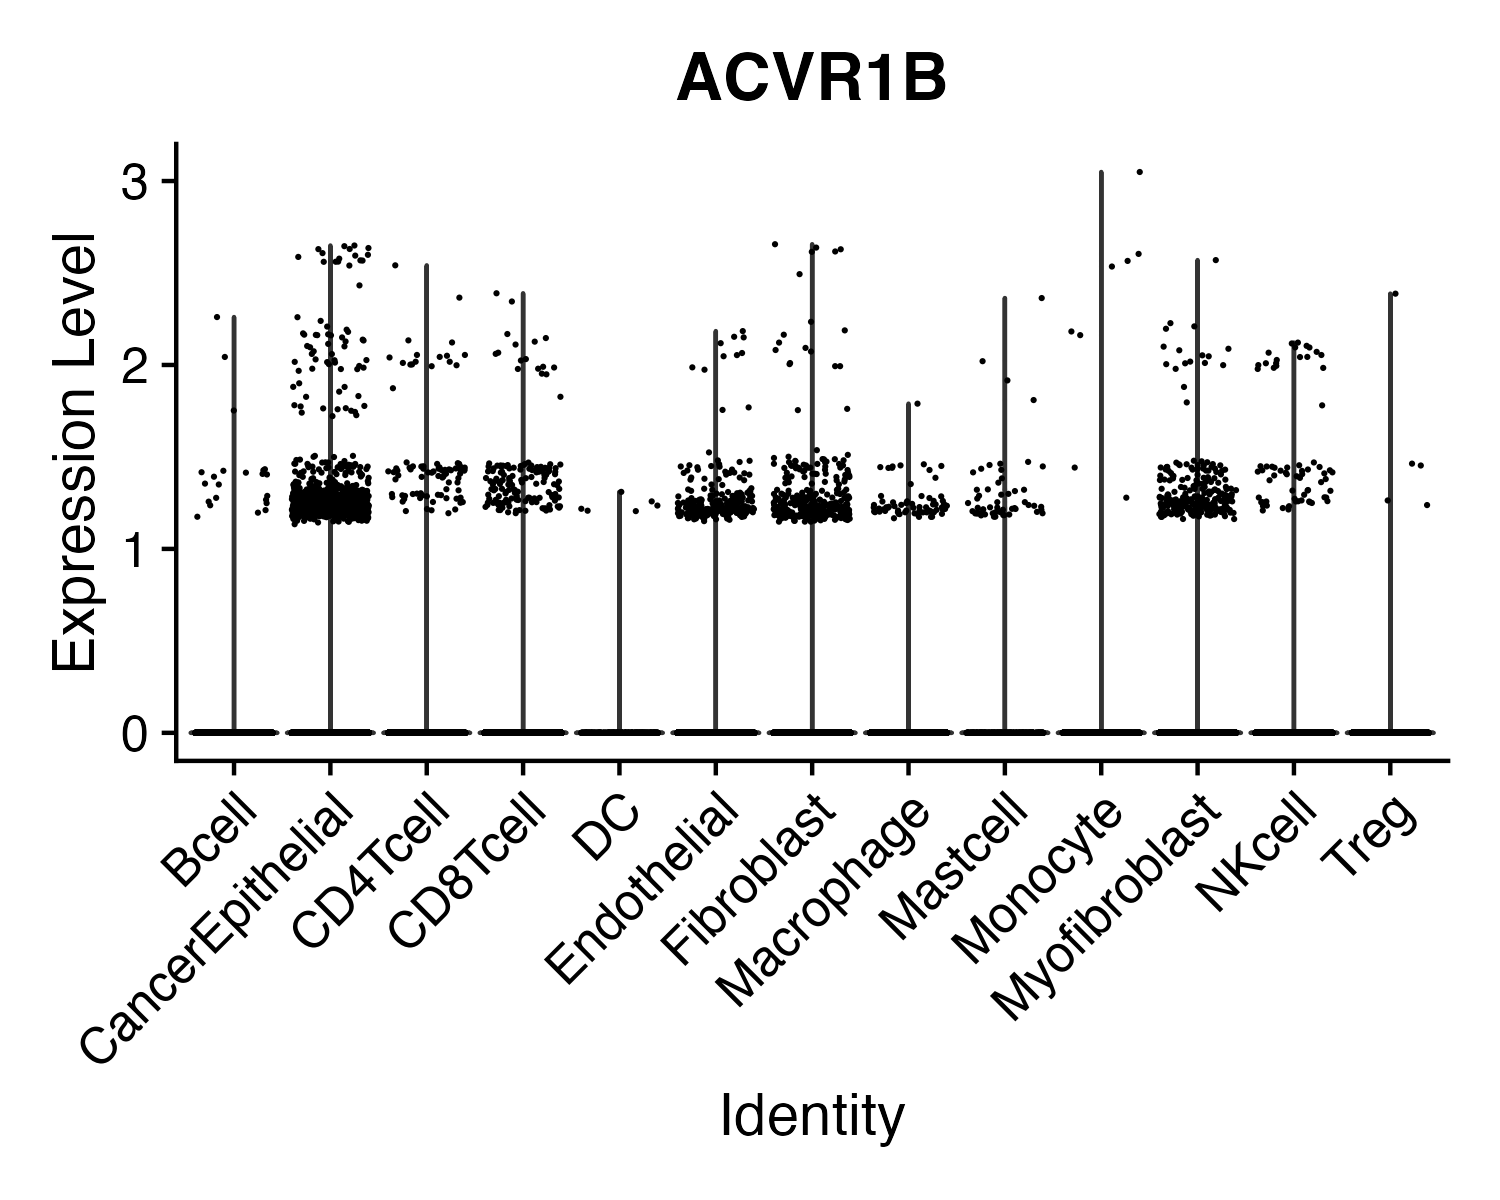 ACVR1B
Expression Level
3
2
1
0
Bcell
CancerEpithelial
CD4Tcell
CD8Tcell
DC
Endothelial
Fibroblast
Macrophage
Mastcell
Monocyte
Myofibroblast
NKcell
Treg
Identity